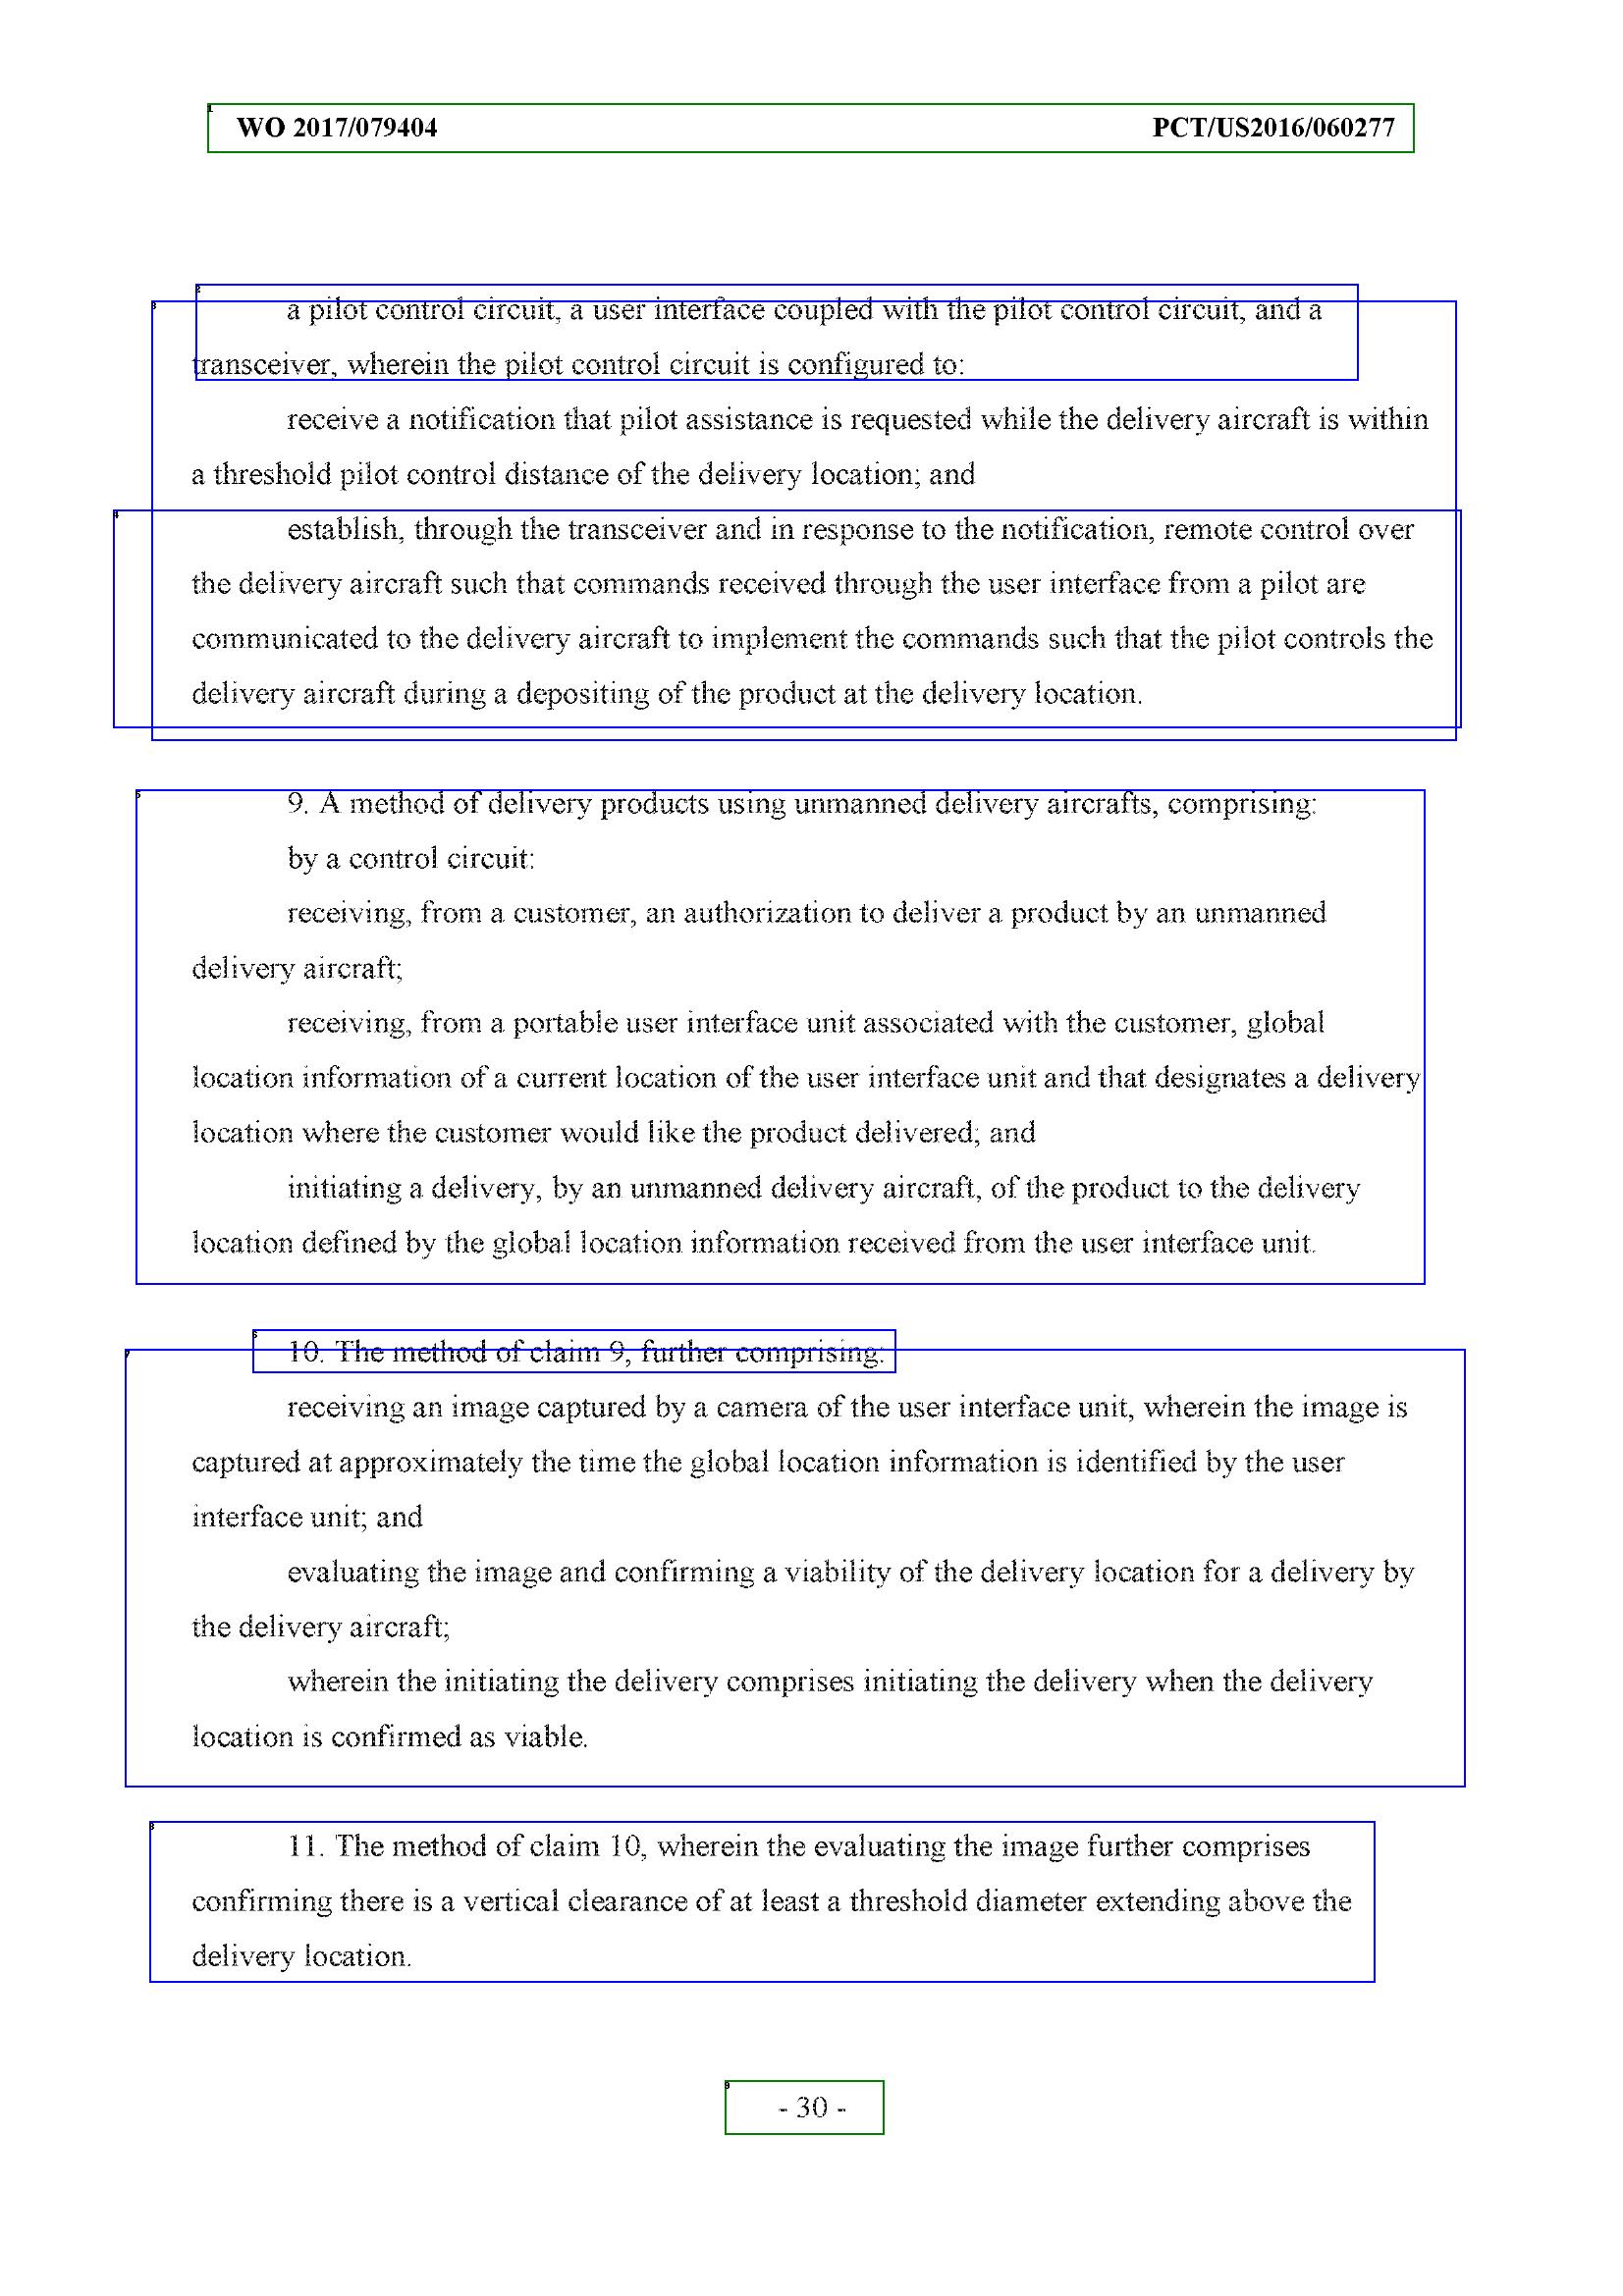 WO 2017/079404 PCT/US2016/060277
a pilot control circuit, a user interface coupled with the pilot control circuit, and a
transceiver, wherein the pilot control circuit is configured to:
receive a notification that pilot assistance is requested while the delivery aircraft is within
a threshold pilot control distance of the delivery location; and
establish, through the transceiver and in response to the notification, remote control over
the delivery aircraft such that commands received through the user interface from a pilot are
communicated to the delivery aircraft to implement the commands such that the pilot controls the
delivery aircraft during a depositing of the product at the delivery location.
9. A method of delivery products using unmanned delivery aircrafts, comprising:
by a control circuit:
receiving, from a customer, an authorization to deliver a product by an unmanned
delivery aircraft;
receiving, from a portable user interface unit associated with the customer, global
location information of a current location of the user interface unit and that designates a delivery
location where the customer would like the product delivered; and
initiating a delivery, by an unmanned delivery aircraft, of the product to the delivery
location defined by the global location information received from the user interface unit.
10. The method of claim 9, further comprising:
receiving an image captured by a camera of the user interface unit, wherein the image is
captured at approximately the time the global location information is identified by the user
interface unit; and
evaluating the image and confirming a viability of the delivery location for a delivery by
the delivery aircraft;
wherein the initiating the delivery comprises initiating the delivery when the delivery
location is confirmed as viable.
11. The method of claim 10, wherein the evaluating the image further comprises
confirming there is a vertical clearance of at least a threshold diameter extending above the
delivery location.
- 30 -